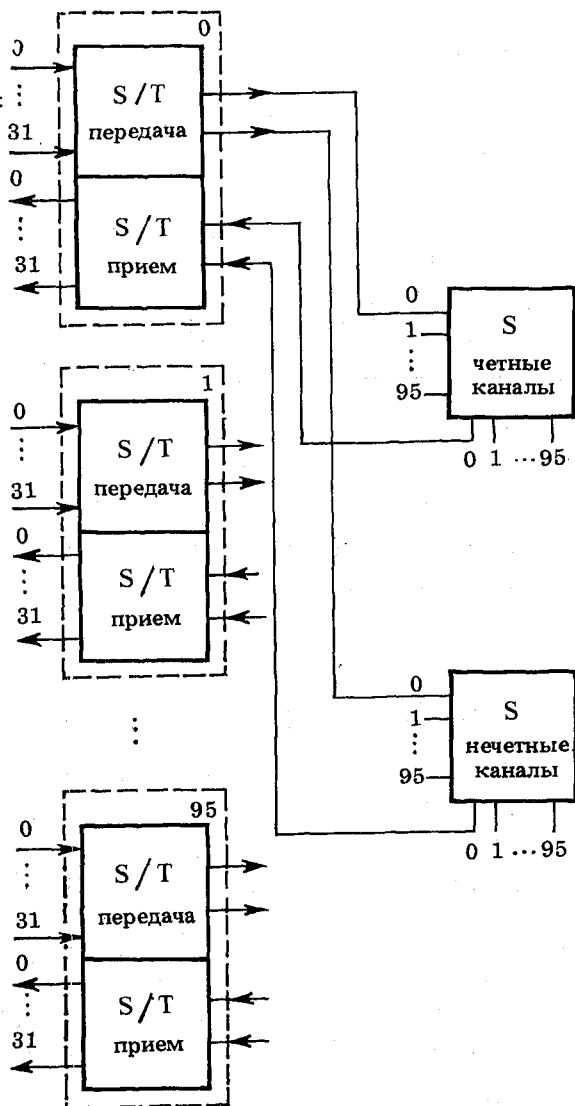 0
0
⋮
31
S/T
передача
0
⋮
31
S/T
прием
0
1
⋮
95
S
четные
каналы
0 1 ...95
1
0
⋮
31
S/T
передача
0
⋮
31
S/T
прием
⋮
0
1
⋮
95
S
нечетные
каналы
0 1 ...95
95
0
⋮
31
S/T
передача
0
⋮
31
S/T
прием